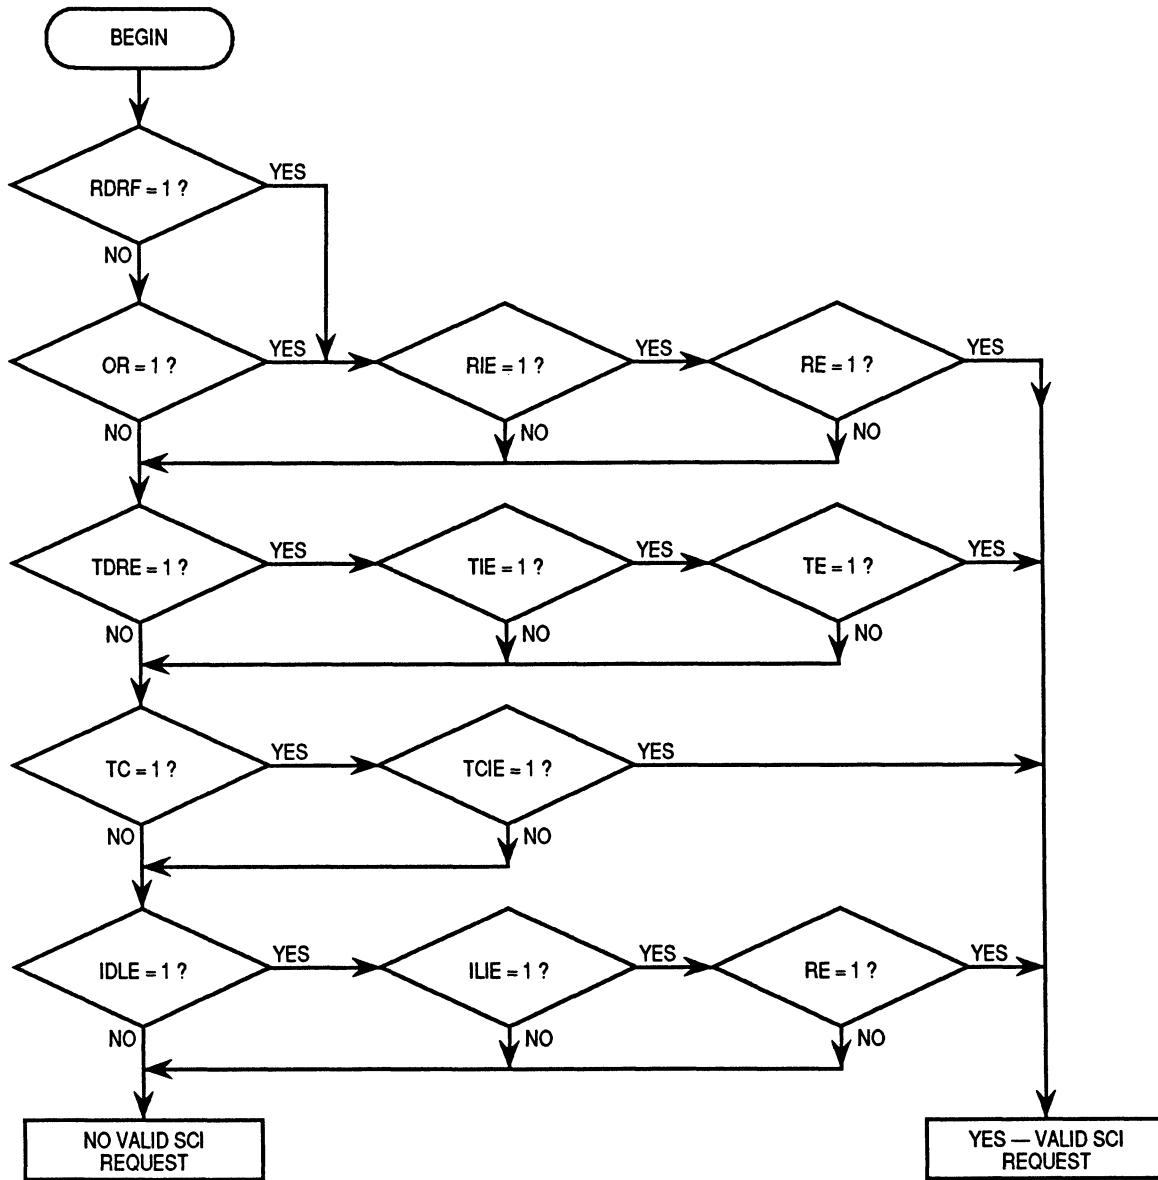 BEGIN
RDRF = 1 ?
YES
NO
OR = 1 ?
YES
RIE = 1 ?
YES
RE = 1 ?
YES
NO
NO
NO
TDRE = 1 ?
YES
TIE = 1 ?
YES
TE = 1 ?
YES
NO
NO
NO
TC = 1 ?
YES
TCIE = 1 ?
YES
NO
NO
IDLE = 1 ?
YES
ILIE = 1 ?
YES
RE = 1 ?
YES
NO
NO
NO
NO VALID SCI
REQUEST
YES — VALID SCI
REQUEST